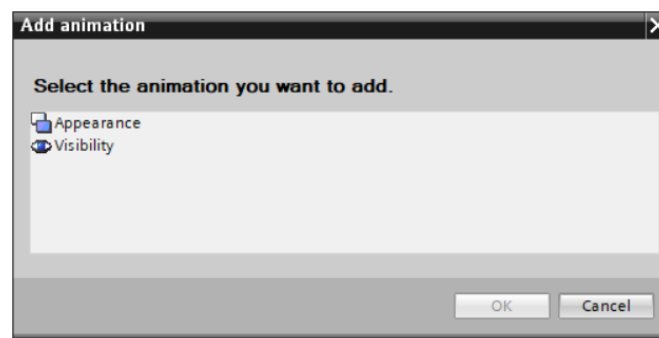 Add animation
Select the animation you want to add.
Appearance
Visibility
OK Cancel